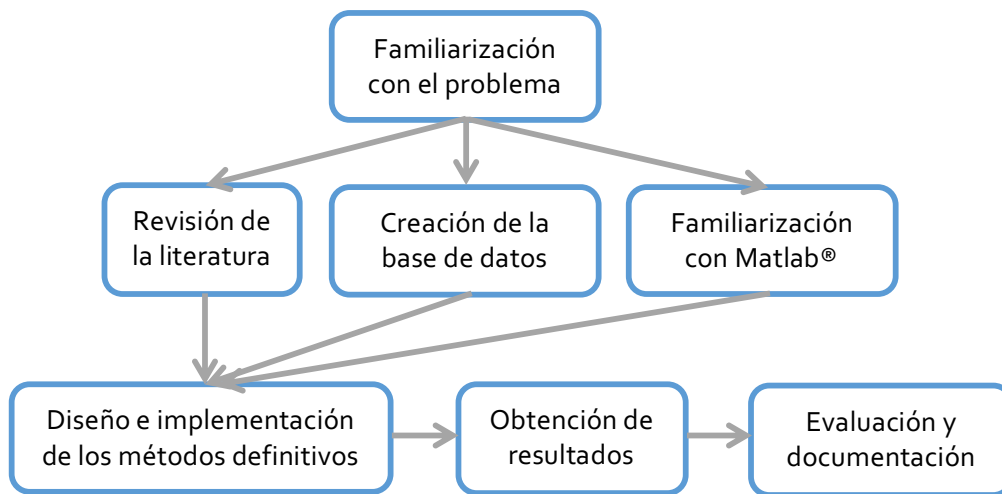 Familiarización
con el problema
Revisión de
la literatura
Creación de la
base de datos
Familiarización
con Matlab®
Diseño e implementación
de los métodos definitivos
Obtención de
resultados
Evaluación y
documentación